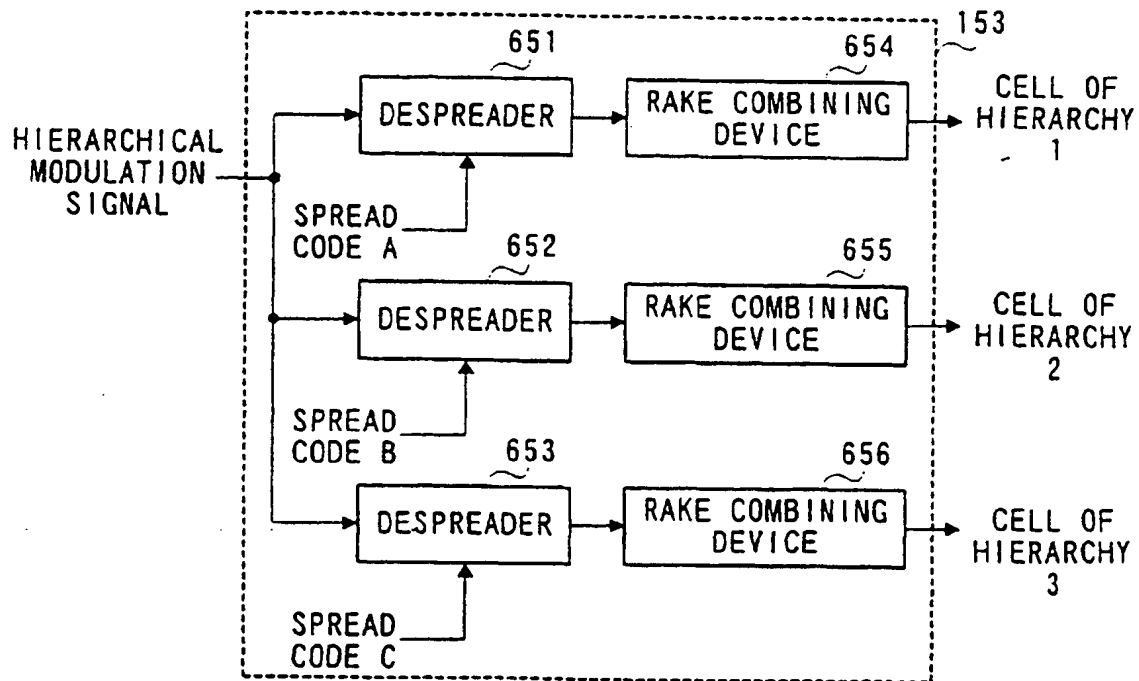 153
651
654
DESPREADER
RAKE COMBINING
DEVICE
CELL OF
HIERARCHY
1
HIERARCHICAL
MODULATION
SIGNAL
SPREAD
CODE A
652
655
DESPREADER
RAKE COMBINING
DEVICE
CELL OF
HIERARCHY
2
SPREAD
CODE B
653
656
DESPREADER
RAKE COMBINING
DEVICE
CELL OF
HIERARCHY
3
SPREAD
CODE C